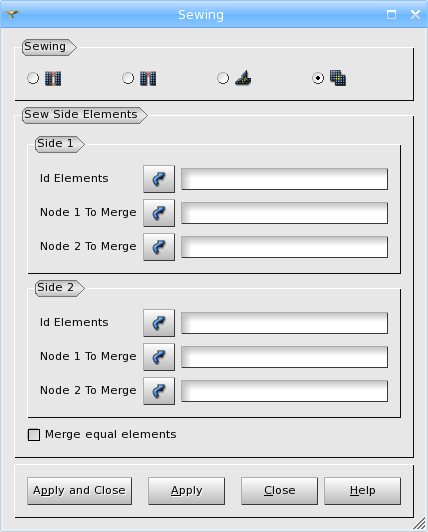 Sewing
Sewing
Sew Side Elements
Side 1
Id Elements
Node 1 To Merge
Node 2 To Merge
Side 2
Id Elements
Node 1 To Merge
Node 2 To Merge
Merge equal elements
Apply and Close Apply Close Help